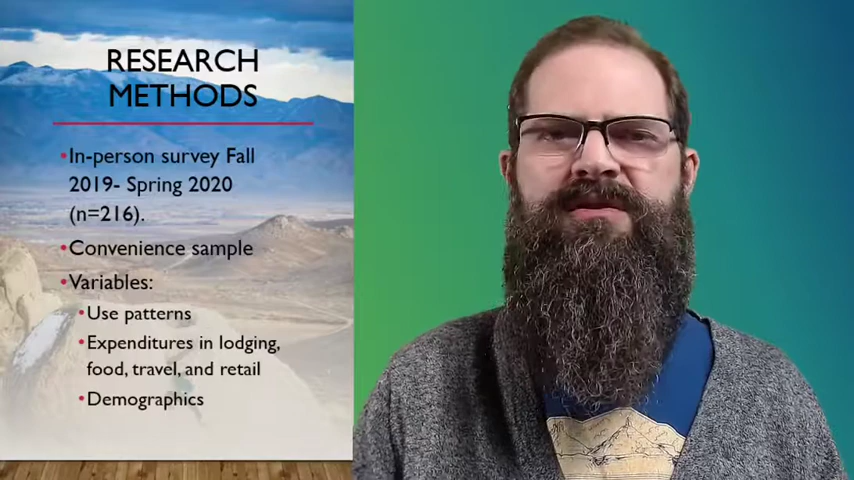 RESEARCH
METHODS
•In-person survey Fall
2019- Spring 2020
(n=216).
•Convenience sample
•Variables:
•Use patterns
•Expenditures in lodging,
food, travel, and retail
•Demographics